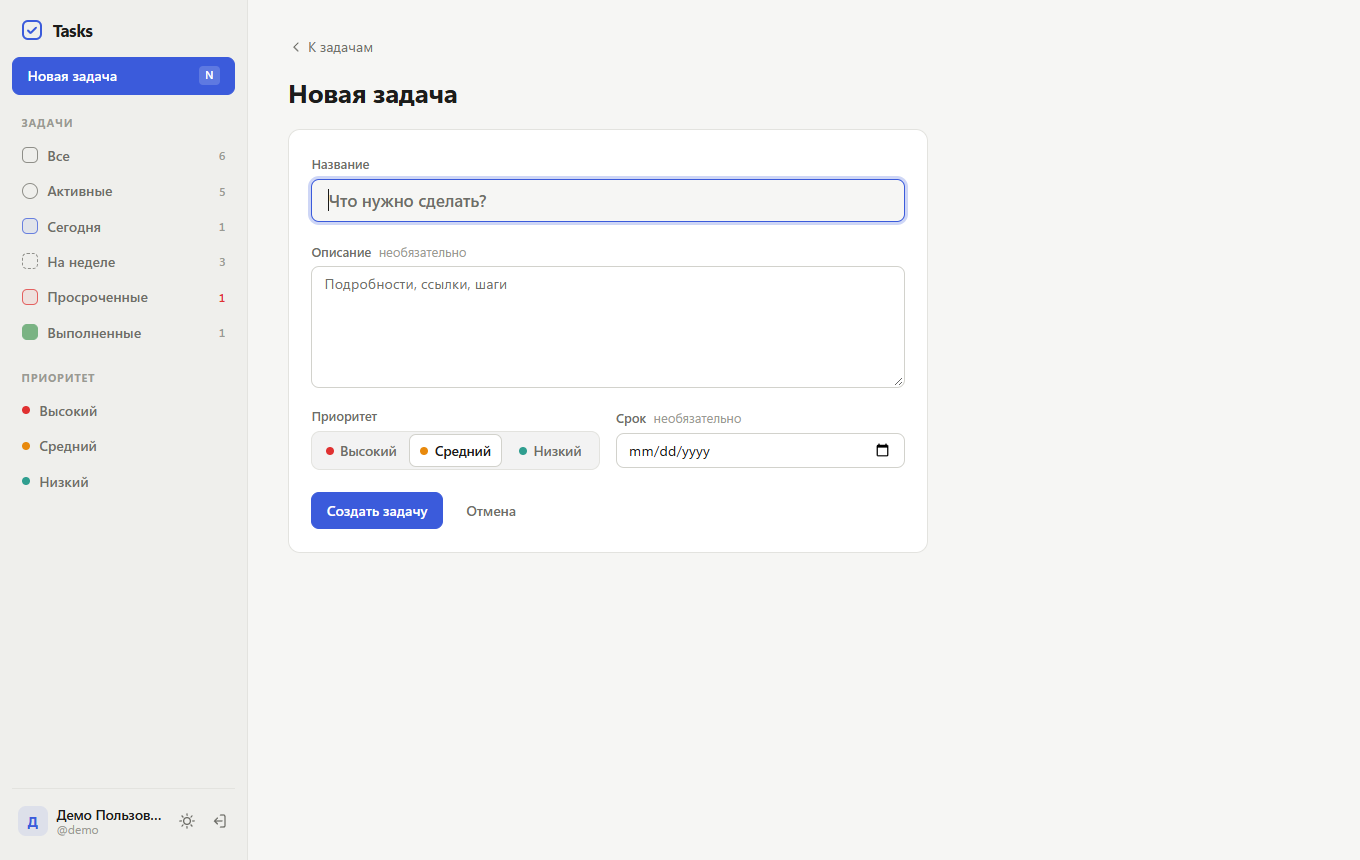 Tasks
Новая задача N
ЗАДАЧИ
Все 6
Активные 5
Сегодня 1
На неделе 3
Просроченные 1
Выполненные 1
ПРИОРИТЕТ
Высокий
Средний
Низкий
Д
Демо Пользов...
@demo
К задачам
Новая задача
Название
Что нужно сделать?
Описание необязательно
Подробности, ссылки, шаги
Приоритет
Высокий Средний Низкий
Срок необязательно
mm/dd/yyyy
Создать задачу Отмена